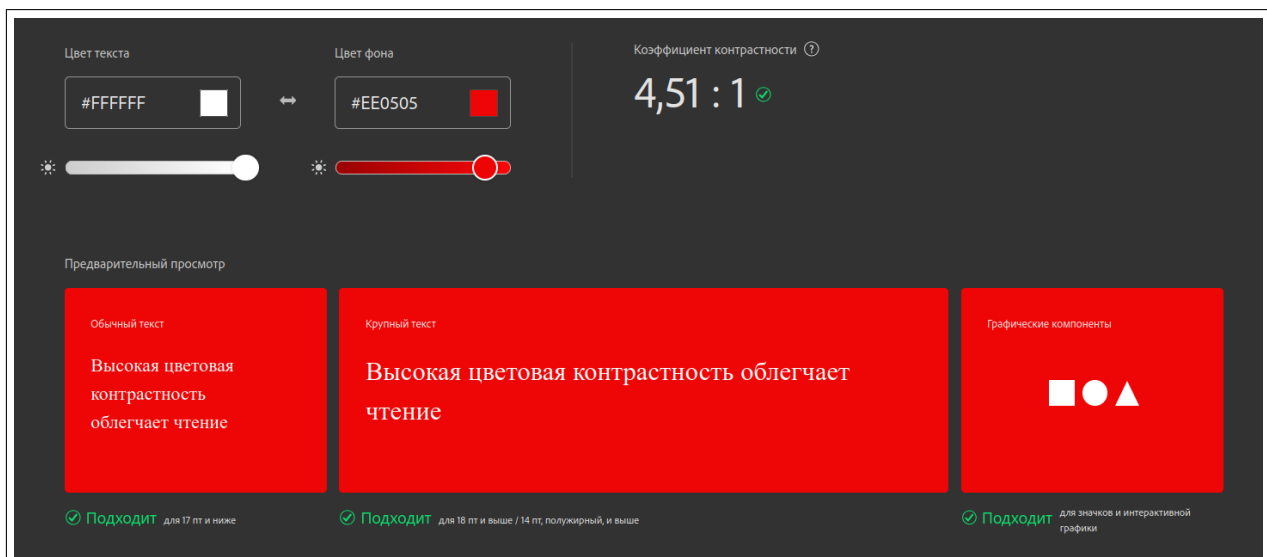 Цвет текста
Цвет фона
Коэффициент контрастности ?
#FFFFFF
#EE0505
4,51 : 1
Предварительный просмотр
Обычный текст
Высокая цветовая
контрастность
облегчает чтение
Крупный текст
Высокая цветовая контрастность облегчает
чтение
Графические компоненты
Подходит для 17 пт и ниже
Подходит для 18 пт и выше / 14 пт, полужирный, и выше
Подходит для значков и интерактивной
графики